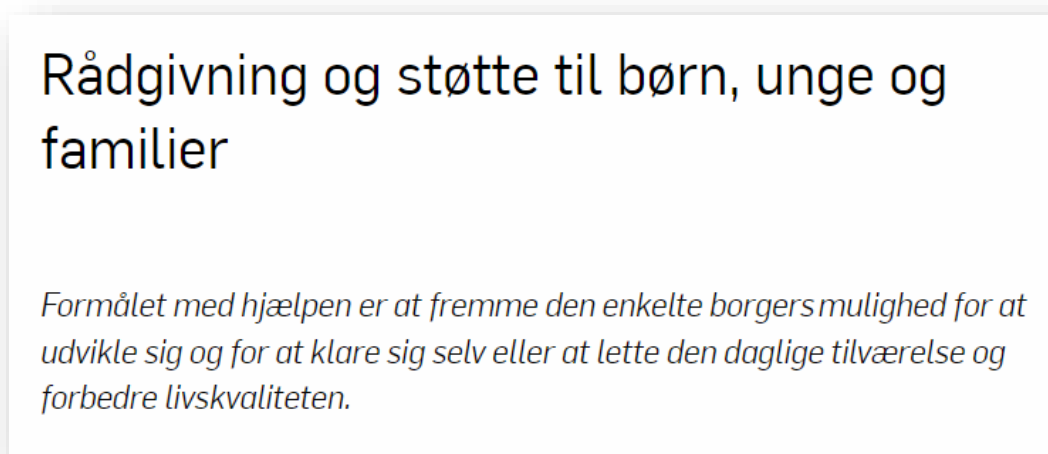 Rådgivning og støtte til børn, unge og
familier
Formålet med hjælpen er at fremme den enkelte borgers mulighed for at
udvikle sig og for at klare sig selv eller at lette den daglige tilværelse og
forbedre livskvaliteten.